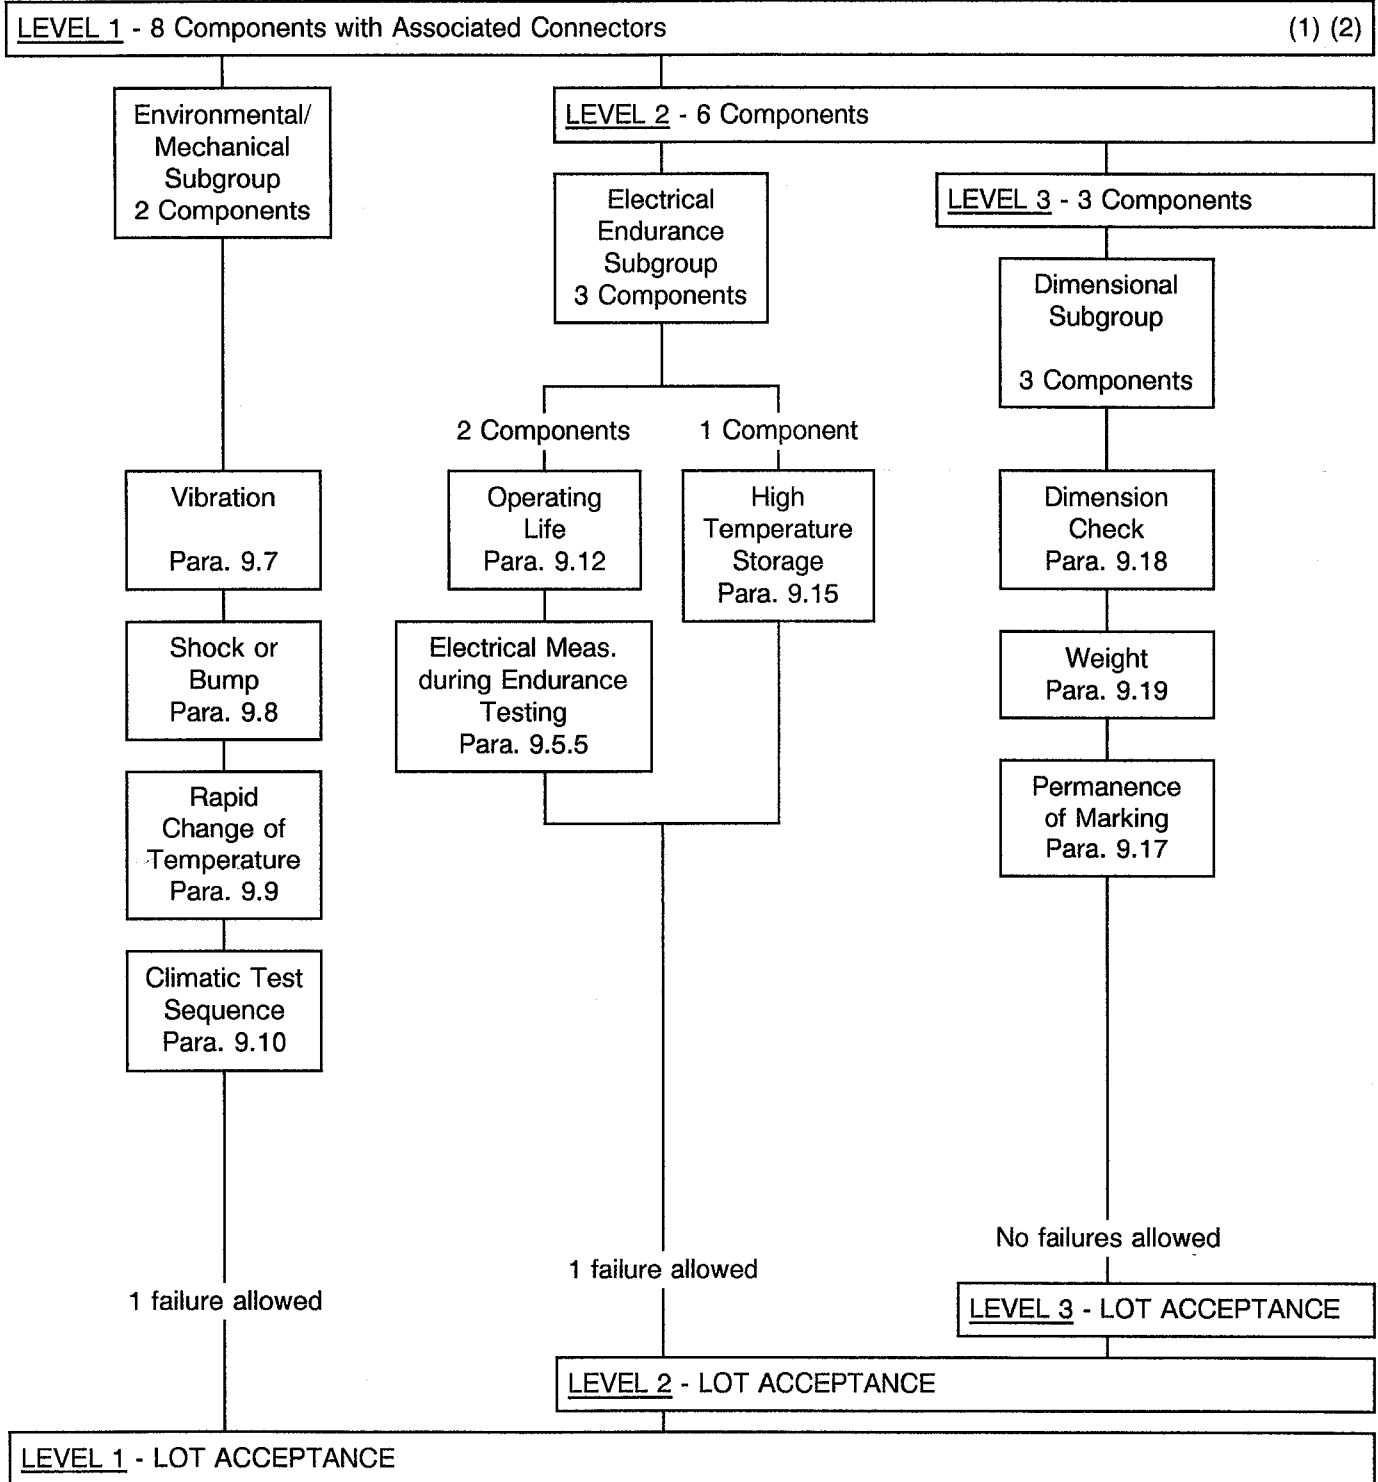 LEVEL 1 - 8 Components with Associated Connectors (1) (2)
Environmental/
Mechanical
Subgroup
2 Components
LEVEL 2 - 6 Components
Electrical
Endurance
Subgroup
3 Components
LEVEL 3 - 3 Components
Dimensional
Subgroup
3 Components
2 Components
1 Component
Vibration
Para. 9.7
Shock or
Bump
Para. 9.8
Rapid
Change of
Temperature
Para. 9.9
Climatic Test
Sequence
Para. 9.10
1 failure allowed
Operating
Life
Para. 9.12
Electrical Meas.
during Endurance
Testing
Para. 9.5.5
High
Temperature
Storage
Para. 9.15
1 failure allowed
Dimension
Check
Para. 9.18
Weight
Para. 9.19
Permanence
of Marking
Para. 9.17
No failures allowed
LEVEL 3 - LOT ACCEPTANCE
LEVEL 2 - LOT ACCEPTANCE
LEVEL 1 - LOT ACCEPTANCE